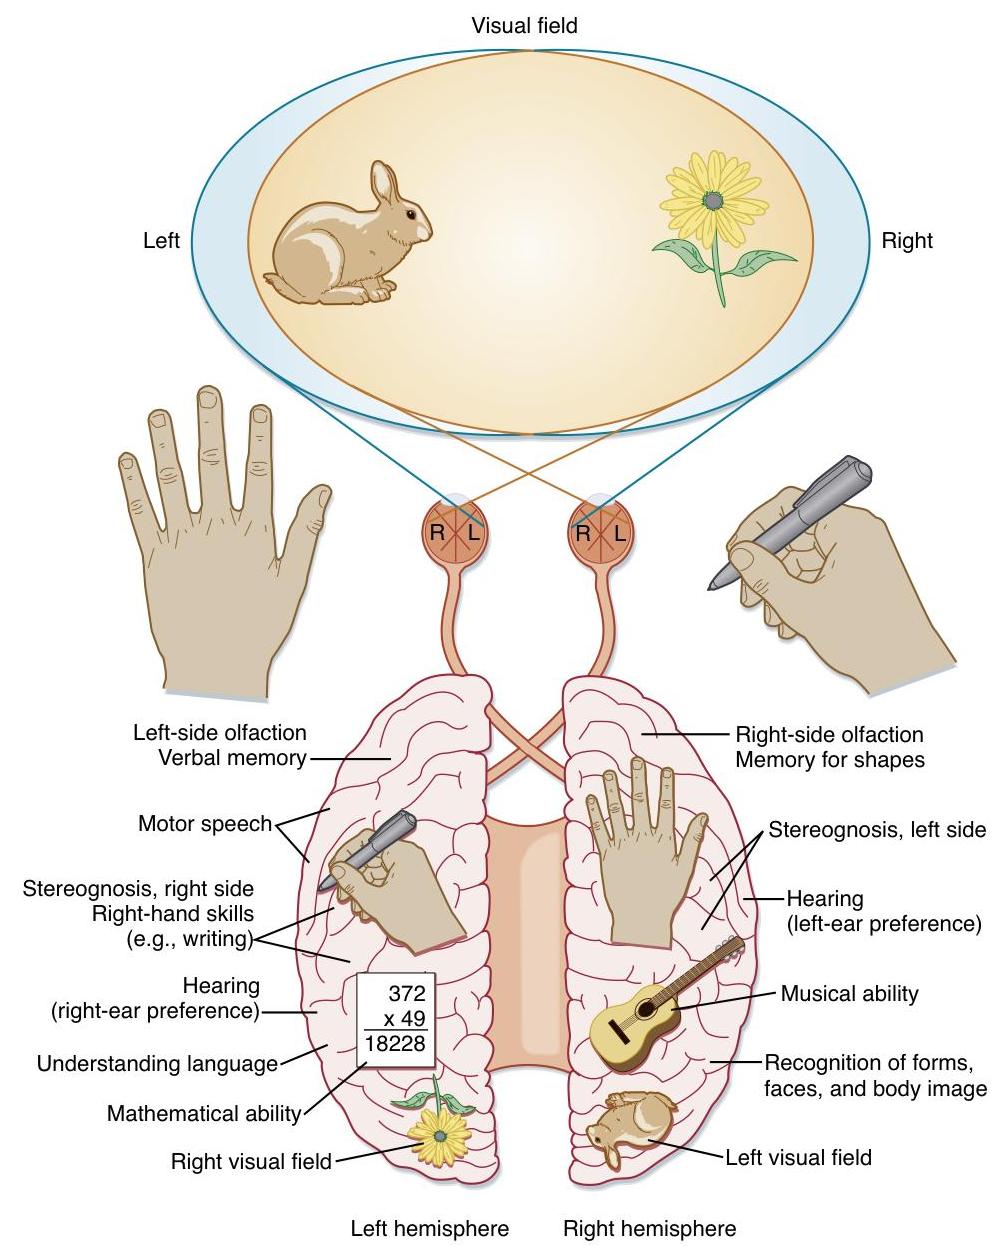 Visual field
Left
Right
R L
R L
Left-side olfaction
Verbal memory
Motor speech
Stereognosis, right side
Right-hand skills
(e.g., writing)
Hearing
(right-ear preference)
Understanding language
Mathematical ability
Right visual field
372
x 49
18228
Right-side olfaction
Memory for shapes
Stereognosis, left side
Hearing
(left-ear preference)
Musical ability
Recognition of forms,
faces, and body image
Left visual field
Left hemisphere
Right hemisphere